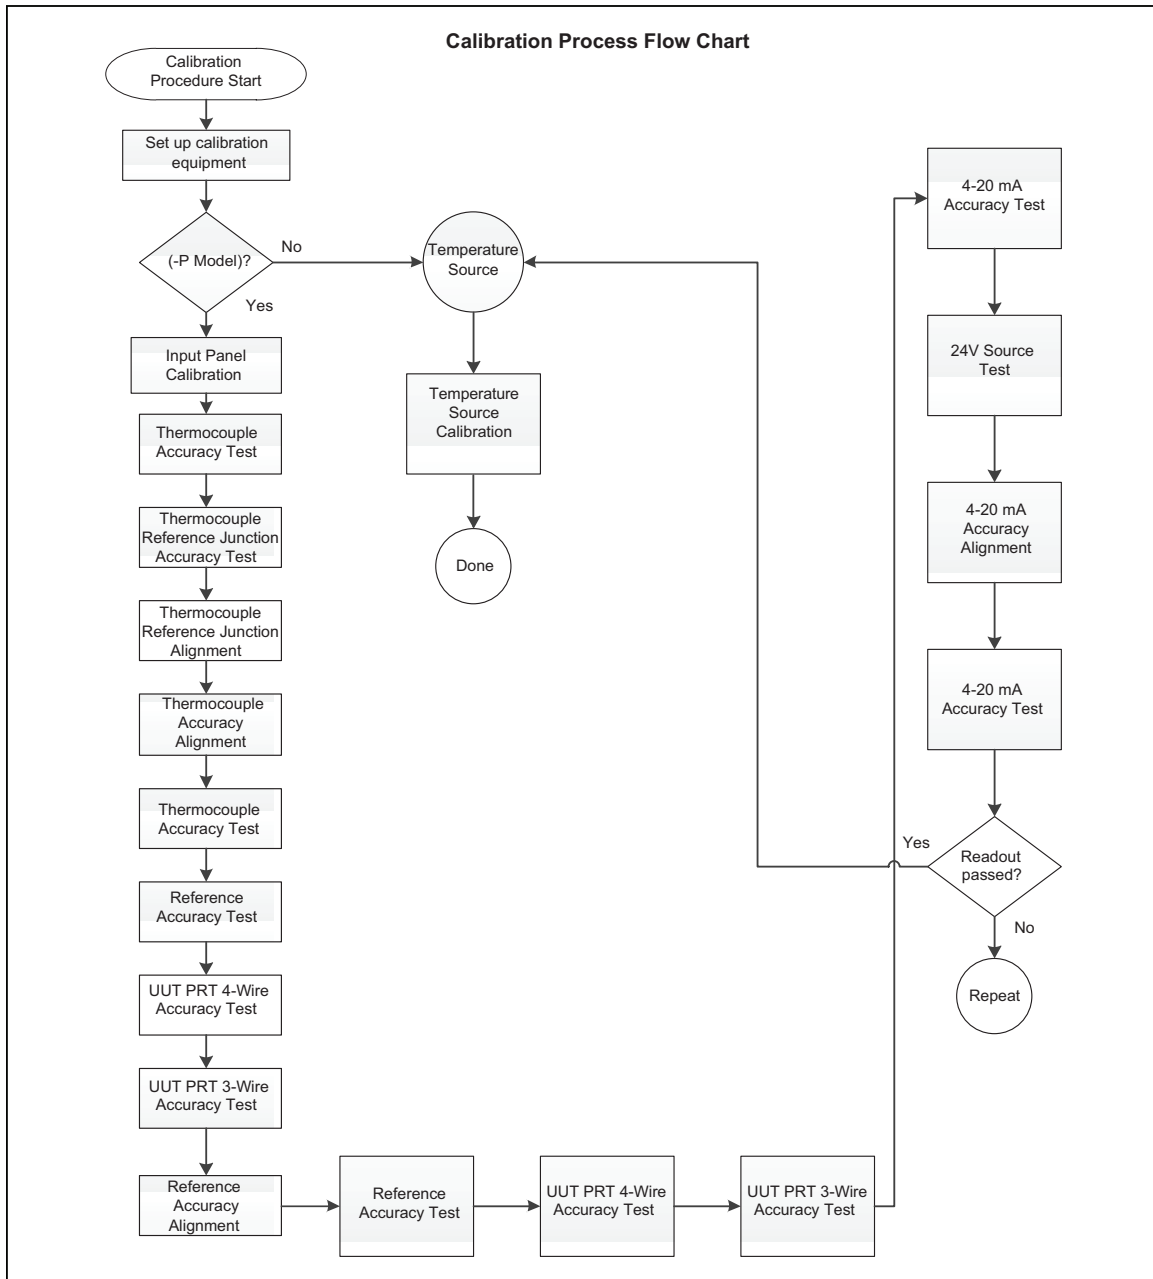 Calibration Process Flow Chart
Calibration
Procedure Start
Set up calibration
equipment
(-P Model)?
No
Yes
Temperature
Source
Input Panel
Calibration
Thermocouple
Accuracy Test
Thermocouple
Reference Junction
Accuracy Test
Thermocouple
Reference Junction
Alignment
Thermocouple
Accuracy
Alignment
Thermocouple
Accuracy Test
Reference
Accuracy Test
UUT PRT 4-Wire
Accuracy Test
UUT PRT 3-Wire
Accuracy Test
Reference
Accuracy
Alignment
Reference
Accuracy Test
UUT PRT 4-Wire
Accuracy Test
UUT PRT 3-Wire
Accuracy Test
Temperature
Source
Calibration
Done
4-20 mA
Accuracy Test
24V Source
Test
4-20 mA
Accuracy
Alignment
4-20 mA
Accuracy Test
Readout
passed?
Yes
No
Repeat